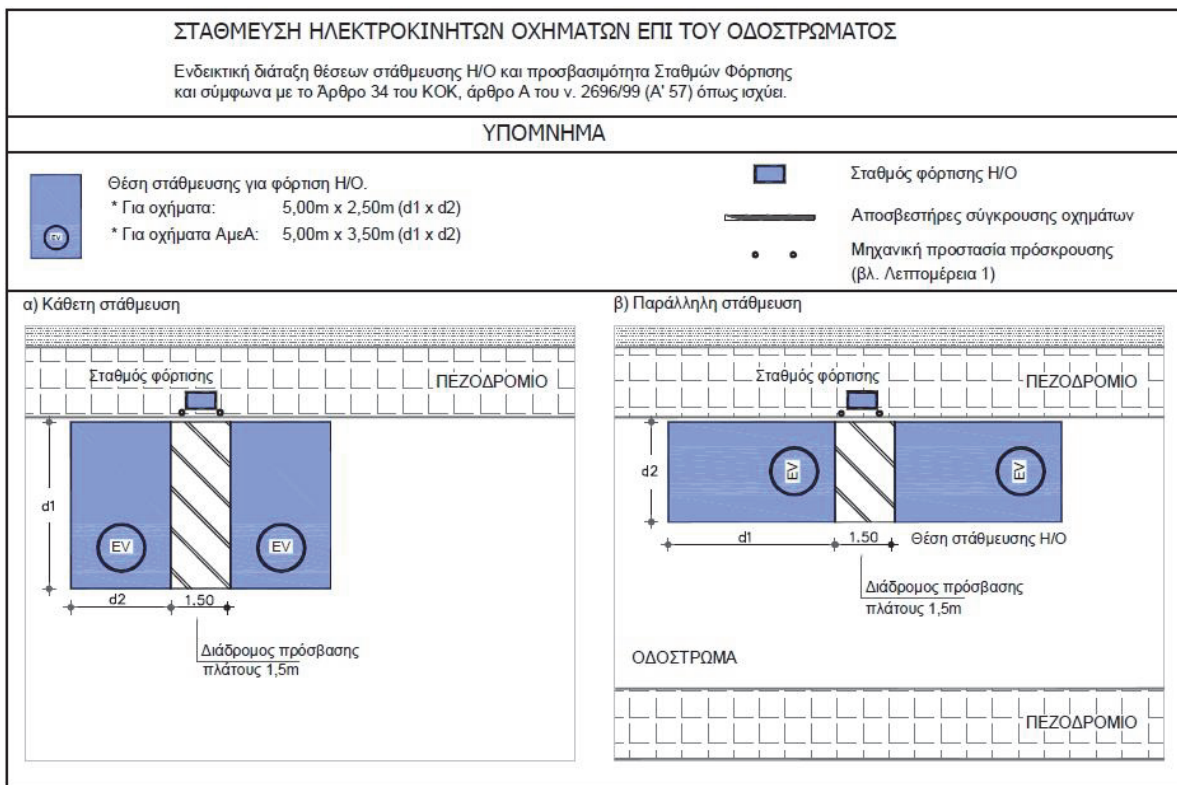 ΣΤΑΘΜΕΥΣΗ ΗΛΕΚΤΡΟΚΙΝΗΤΩΝ ΟΧΗΜΑΤΩΝ ΕΠΙ ΤΟΥ ΟΔΟΣΤΡΩΜΑΤΟΣ
Ενδεικτική διάταξη θέσεων στάθμευσης Η/Ο και προσβασιμότητα Σταθμών Φόρτισης
και σύμφωνα με το Άρθρο 34 του ΚΟΚ, άρθρο Α του ν. 2696/99 (Α' 57) όπως ισχύει.
ΥΠΟΜΝΗΜΑ
EV
Θέση στάθμευσης για φόρτιση Η/Ο.
* Για οχήματα: 5,00m x 2,50m (d1 x d2)
* Για οχήματα ΑμεΑ: 5,00m x 3,50m (d1 x d2)
Σταθμός φόρτισης Η/Ο
Αποσβεστήρες σύγκρουσης οχημάτων
Μηχανική προστασία πρόσκρουσης
(βλ. Λεπτομέρεια 1)
α) Κάθετη στάθμευση
Σταθμός φόρτισης
ΠΕΖΟΔΡΟΜΙΟ
d1
EV
EV
d2
1.50
Διάδρομος πρόσβασης
πλάτους 1,5m
β) Παράλληλη στάθμευση
Σταθμός φόρτισης
ΠΕΖΟΔΡΟΜΙΟ
d2
EV
EV
d1
1.50
Θέση στάθμευσης Η/Ο
Διάδρομος πρόσβασης
πλάτους 1,5m
ΟΔΟΣΤΡΩΜΑ
ΠΕΖΟΔΡΟΜΙΟ